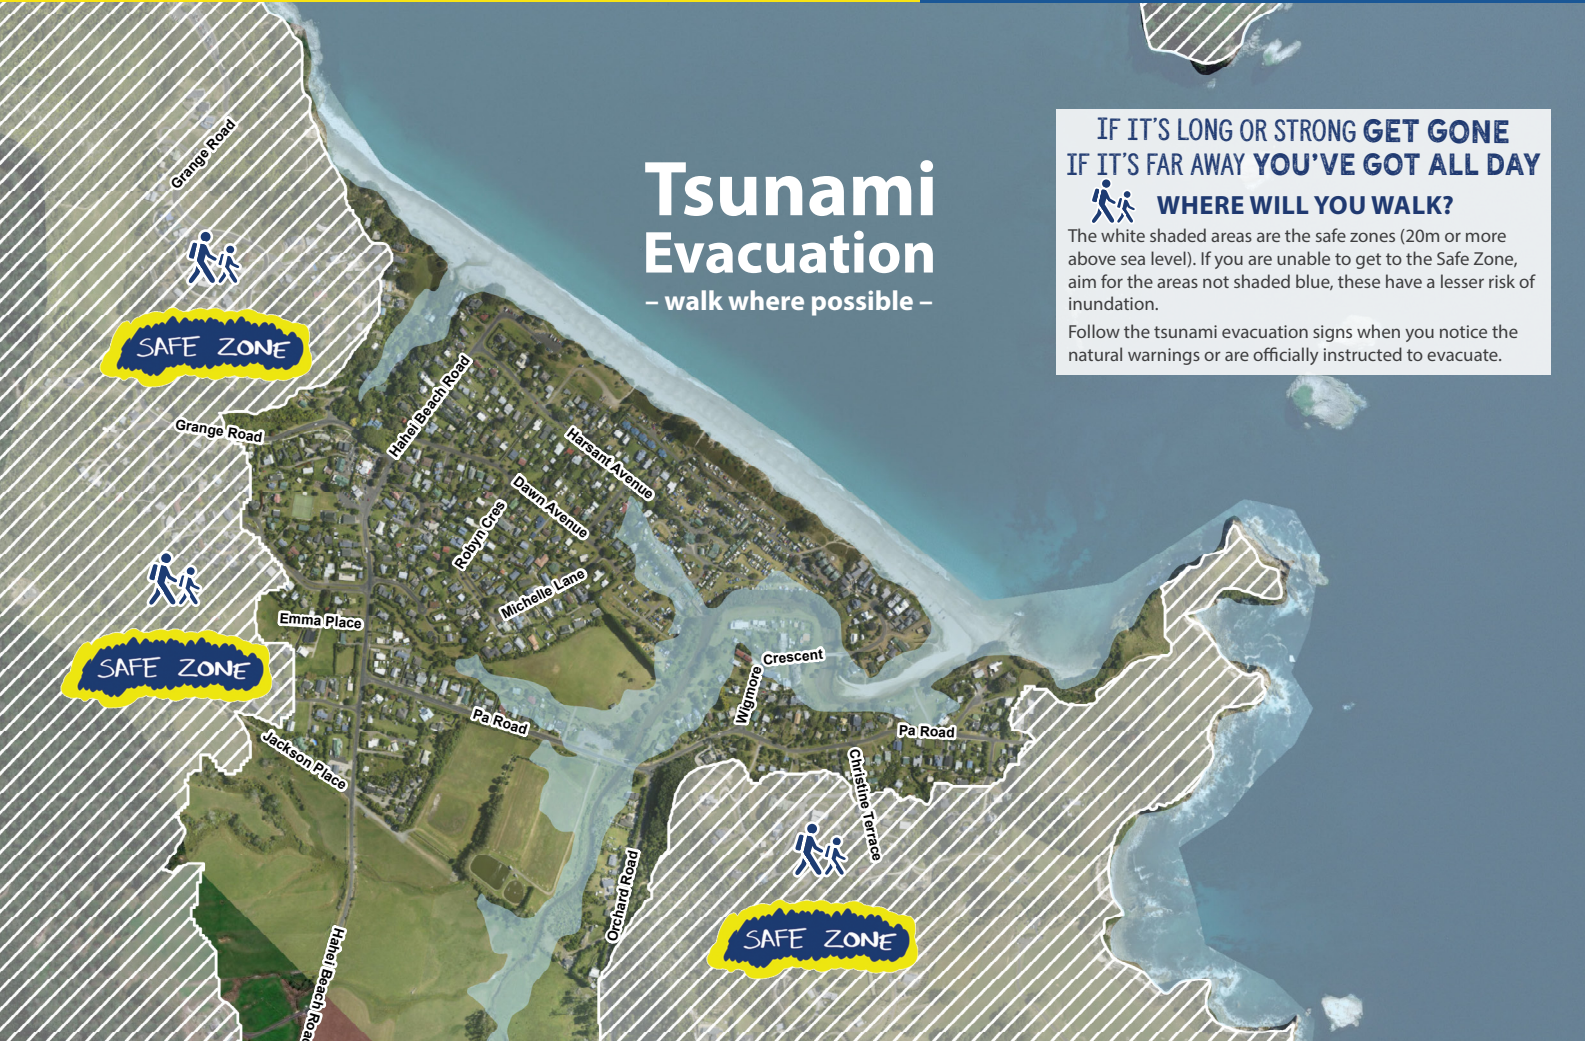 Tsunami
Evacuation
– walk where possible –
IF IT'S LONG OR STRONG GET GONE
IF IT'S FAR AWAY YOU'VE GOT ALL DAY
WHERE WILL YOU WALK?
The white shaded areas are the safe zones (20m or more
above sea level). If you are unable to get to the Safe Zone,
aim for the areas not shaded blue, these have a lesser risk of
inundation.
Follow the tsunami evacuation signs when you notice the
natural warnings or are officially instructed to evacuate.
Grange Road
SAFE ZONE
Grange Road
Hahei Beach Road
Harsant Avenue
Dawn Avenue
Robyn Cres
Michelle Lane
Emma Place
SAFE ZONE
Crescent
Wigmore
Pa Road
Pa Road
Jackson Place
Christine Terrace
Orchard Road
SAFE ZONE
Hahei Beach Roa